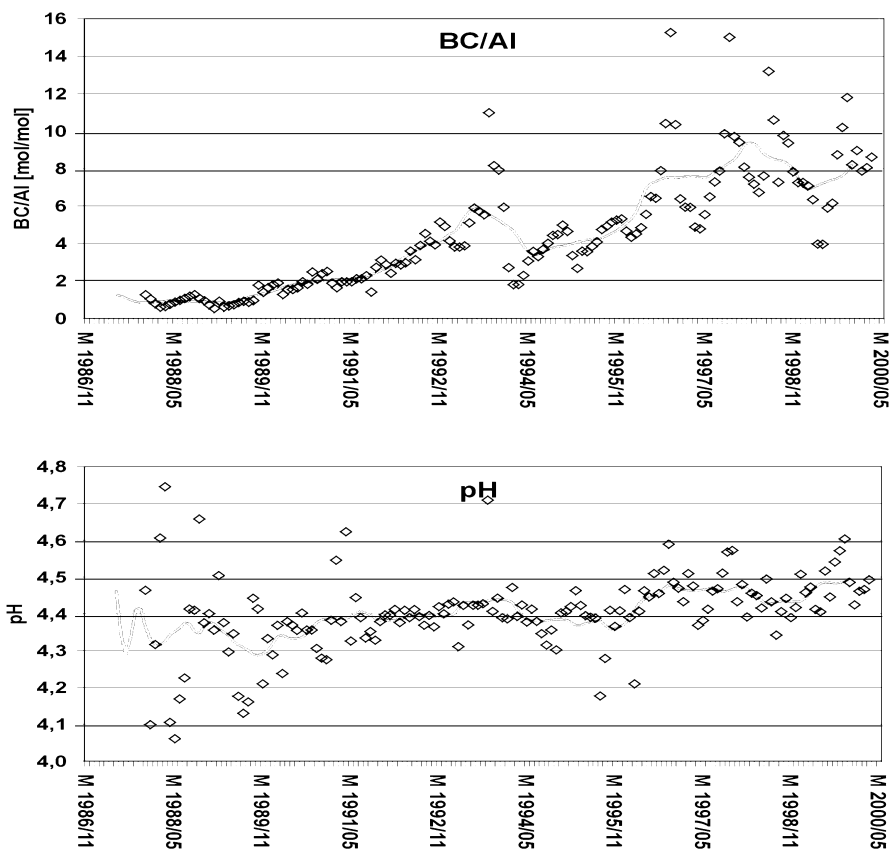 BC/Al
BC/Al [mol/mol]
16
14
12
10
8
6
4
2
0
M 1986/11
M 1988/05
M 1989/11
M 1991/05
M 1992/11
M 1994/05
M 1995/11
M 1997/05
M 1998/11
M 2000/05
pH
pH
4,8
4,7
4,6
4,5
4,4
4,3
4,2
4,1
4,0
M 1986/11
M 1988/05
M 1989/11
M 1991/05
M 1992/11
M 1994/05
M 1995/11
M 1997/05
M 1998/11
M 2000/05